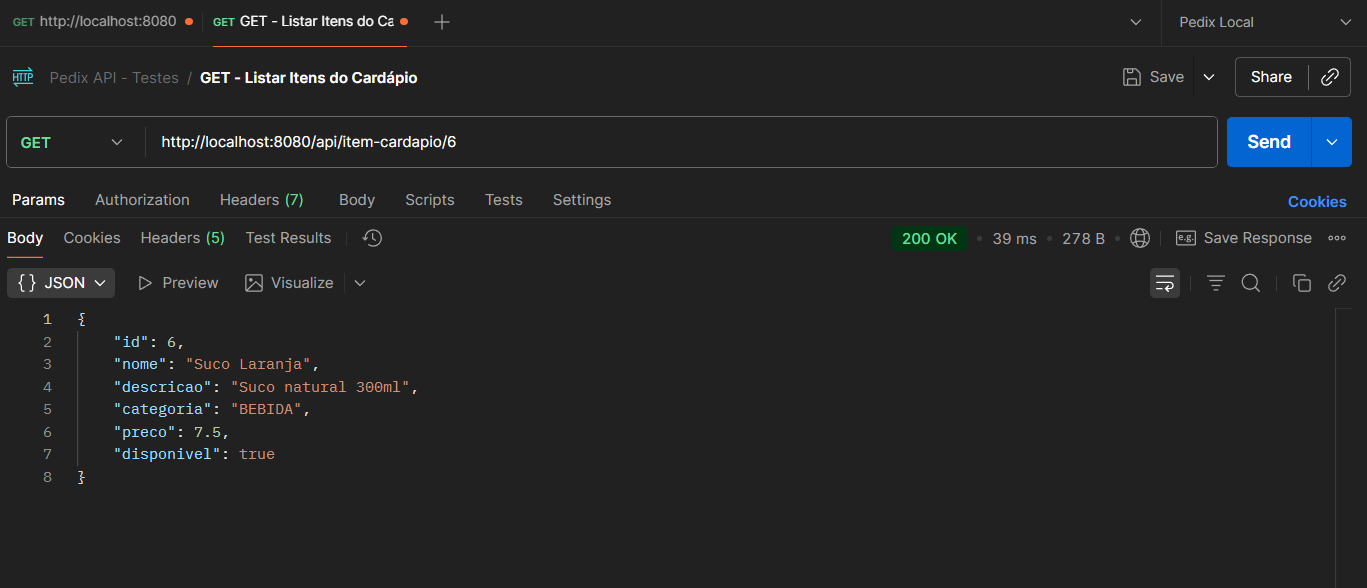 GET http://localhost:8080 GET GET - Listar Itens do Ca Pedix Local
HTTP Pedix API - Testes / GET - Listar Itens do Cardápio Save Share
GET http://localhost:8080/api/item-cardapio/6 Send
Params Authorization Headers (7) Body Scripts Tests Settings Cookies
Body Cookies Headers (5) Test Results 200 OK 39 ms 278 B e.g. Save Response
{} JSON Preview Visualize
1 {
2 "id": 6,
3 "nome": "Suco Laranja",
4 "descricao": "Suco natural 300ml",
5 "categoria": "BEBIDA",
6 "preco": 7.5,
7 "disponivel": true
8 }